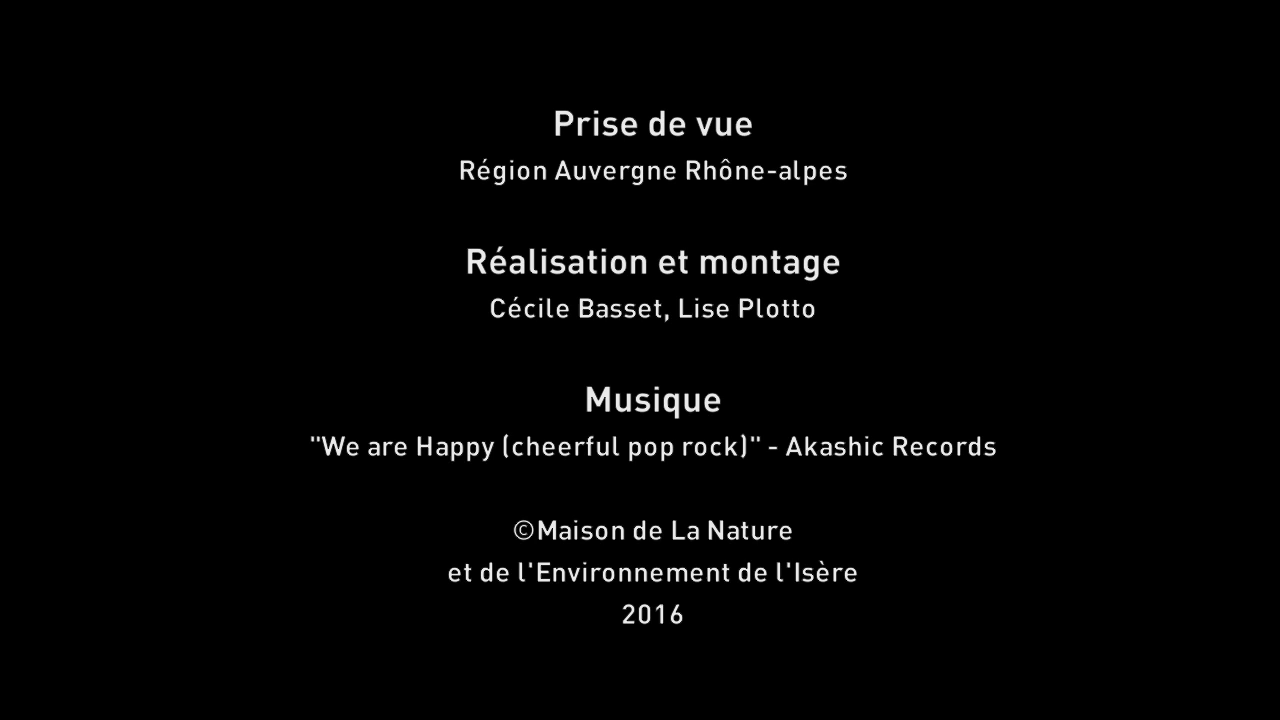 Prise de vue
Région Auvergne Rhône-alpes
Réalisation et montage
Cécile Basset, Lise Plotto
Musique
"We are Happy (cheerful pop rock)" - Akashic Records
©Maison de La Nature
et de l'Environnement de l'Isère
2016